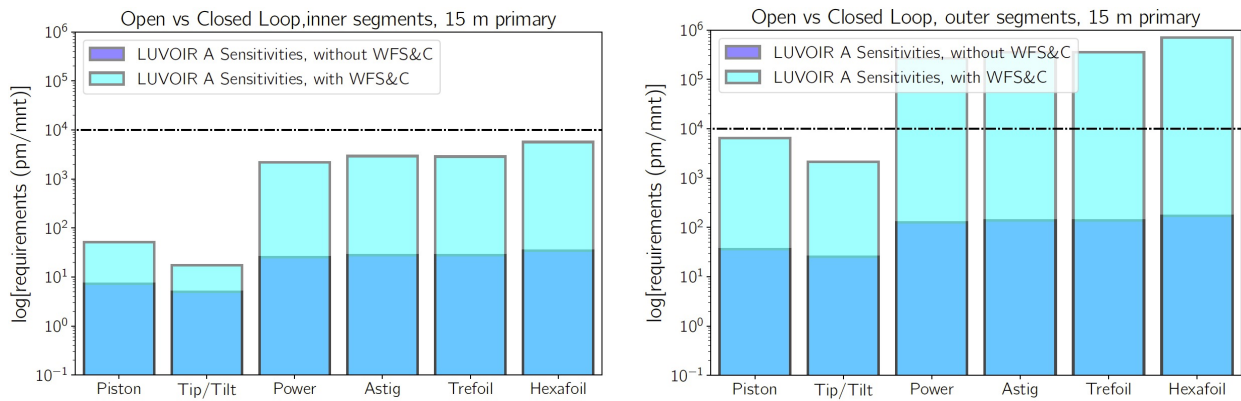 Open vs Closed Loop,inner segments, 15 m primary
LUVOIR A Sensitivities, without WFS&C
LUVOIR A Sensitivities, with WFS&C
log[requirements (pm/mnt)]
10^6
10^5
10^4
10^3
10^2
10^1
10^0
10^-1
Piston Tip/Tilt Power Astig Trefoil Hexafoil
Open vs Closed Loop, outer segments, 15 m primary
LUVOIR A Sensitivities, without WFS&C
LUVOIR A Sensitivities, with WFS&C
log[requirements (pm/mnt)]
10^6
10^5
10^4
10^3
10^2
10^1
10^0
10^-1
Piston Tip/Tilt Power Astig Trefoil Hexafoil